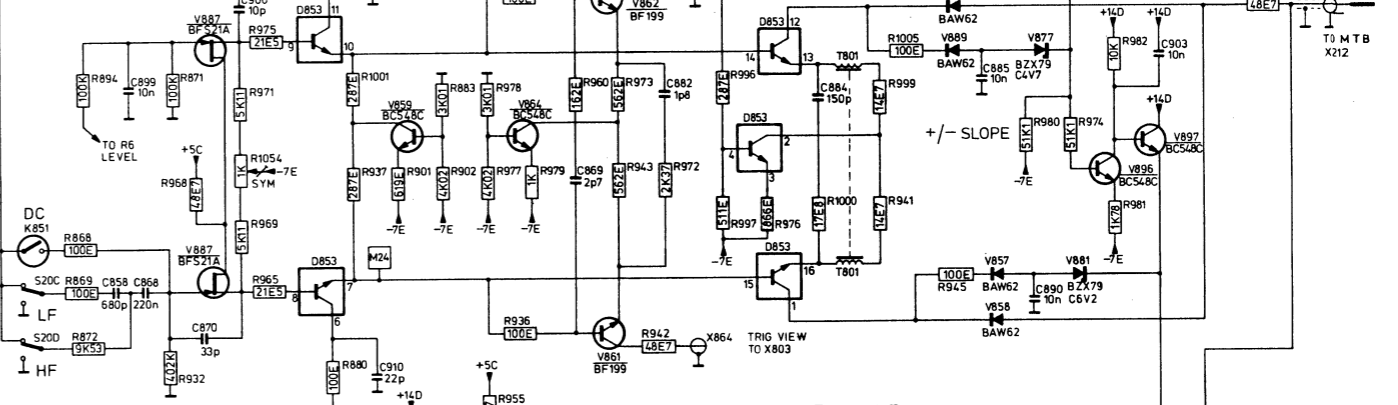 C900
10p
V887
BFS21A
R975
21E5
D853
11
9
10
V862
BF199
D853
12
14
13
BAW62
R1005
100E
V889
BAW62
V877
BZX79
C4V7
C885
10n
+14D
+14D
R982
10K
C903
10n
48E7
TO MTB
X212
R894
100K
C899
10n
R871
100K
R971
5K11
TO R6
LEVEL
R1001
287E
V859
BC548C
R883
3K01
R978
3K01
V864
BC548C
R960
162E
R973
562E
C882
1p8
R996
287E
C884
150p
T801
R999
14E7
+/- SLOPE
R980
51K1
-7E
R974
51K1
+14D
V897
BC548C
V896
BC548C
+5C
R968
48E7
R1054
1K
-7E
SYM
R969
5K11
R937
287E
R901
619E
-7E
R902
4K02
-7E
R977
4K02
-7E
R979
1K
-7E
C869
2p7
R943
562E
R972
2K37
D853
4
2
3
R997
511E
-7E
R976
866E
R1000
17E8
R941
14E7
T801
R981
1K78
-7E
DC
K851
R868
100E
V887
BFS21A
S20C
R869
100E
C858
680p
C868
220n
LF
S20D
R872
9K53
HF
C870
33p
R932
402K
R965
21E5
D853
8
7
6
M24
R880
100E
C910
22p
+14D
+5C
R955
R936
100E
V861
BF199
R942
48E7
X864
TRIG VIEW
TO X803
D853
15
16
1
100E
R945
V857
BAW62
C890
10n
V881
BZX79
C6V2
V858
BAW62